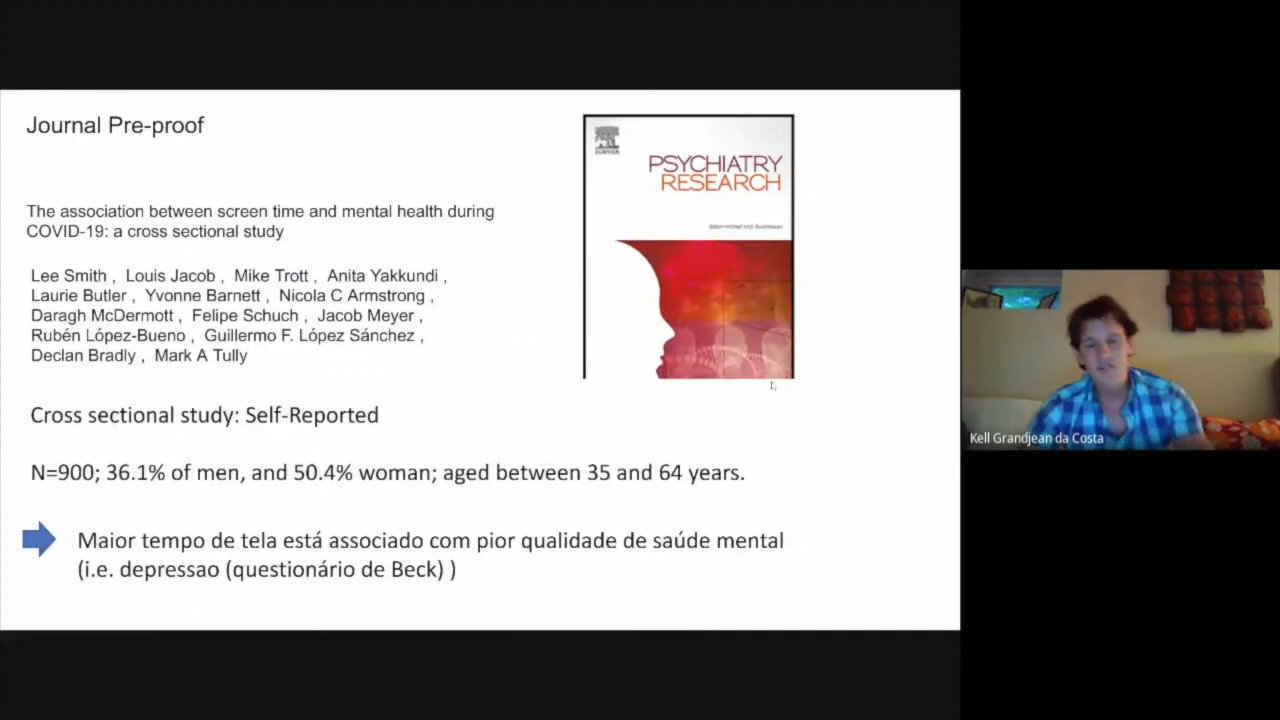 Journal Pre-proof
ELSEVIER
PSYCHIATRY
RESEARCH
The association between screen time and mental health during
COVID-19: a cross sectional study
Lee Smith , Louis Jacob , Mike Trott , Anita Yakkundi ,
Laurie Butler , Yvonne Barnett , Nicola C Armstrong ,
Daragh McDermott , Felipe Schuch , Jacob Meyer ,
Rubén López-Bueno , Guillermo F. López Sánchez ,
Declan Bradly , Mark A Tully
Cross sectional study: Self-Reported
N=900; 36.1% of men, and 50.4% woman; aged between 35 and 64 years.
Maior tempo de tela está associado com pior qualidade de saúde mental
(i.e. depressao (questionário de Beck) )
Kell Grandjean da Costa